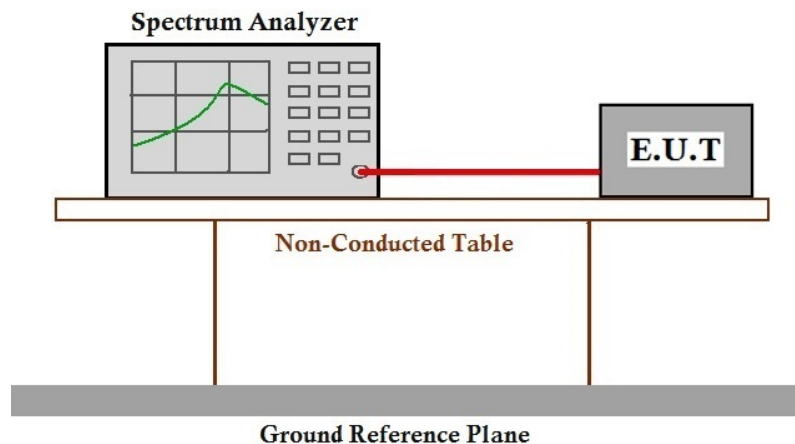 Spectrum Analyzer
E.U.T
Non-Conducted Table
Ground Reference Plane